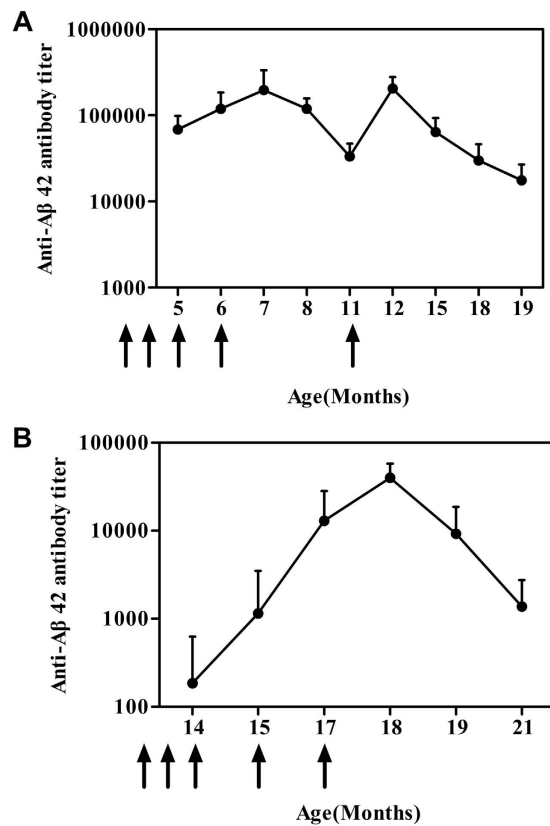 A
Anti-Aβ 42 antibody titer
1000000
100000
10000
1000
5 6 7 8 11 12 15 18 19
Age(Months)
B
Anti-Aβ 42 antibody titer
100000
10000
1000
100
14 15 17 18 19 21
Age(Months)